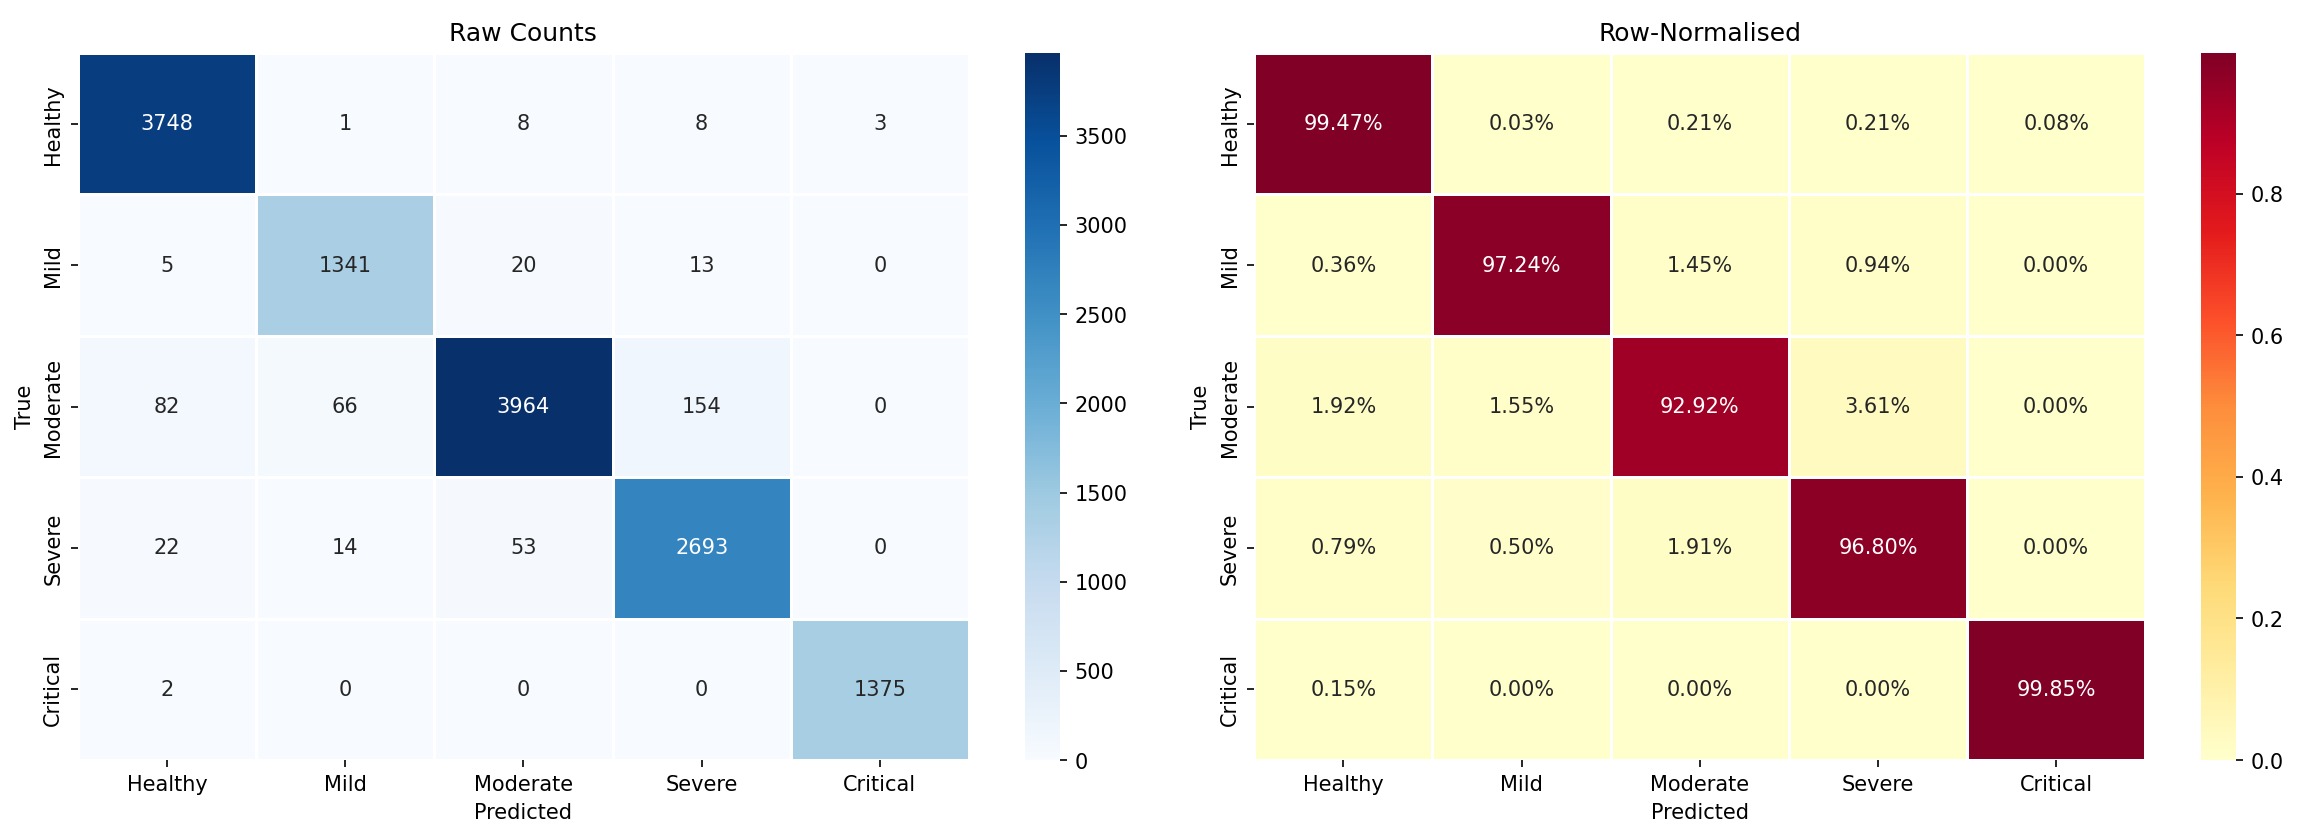 Raw Counts
True
Healthy
Mild
Moderate
Severe
Critical
3748 1 8 8 3
5 1341 20 13 0
82 66 3964 154 0
22 14 53 2693 0
2 0 0 0 1375
Healthy Mild Moderate Severe Critical
Predicted
3500
3000
2500
2000
1500
1000
500
0
Row-Normalised
True
Healthy
Mild
Moderate
Severe
Critical
99.47% 0.03% 0.21% 0.21% 0.08%
0.36% 97.24% 1.45% 0.94% 0.00%
1.92% 1.55% 92.92% 3.61% 0.00%
0.79% 0.50% 1.91% 96.80% 0.00%
0.15% 0.00% 0.00% 0.00% 99.85%
Healthy Mild Moderate Severe Critical
Predicted
0.8
0.6
0.4
0.2
0.0